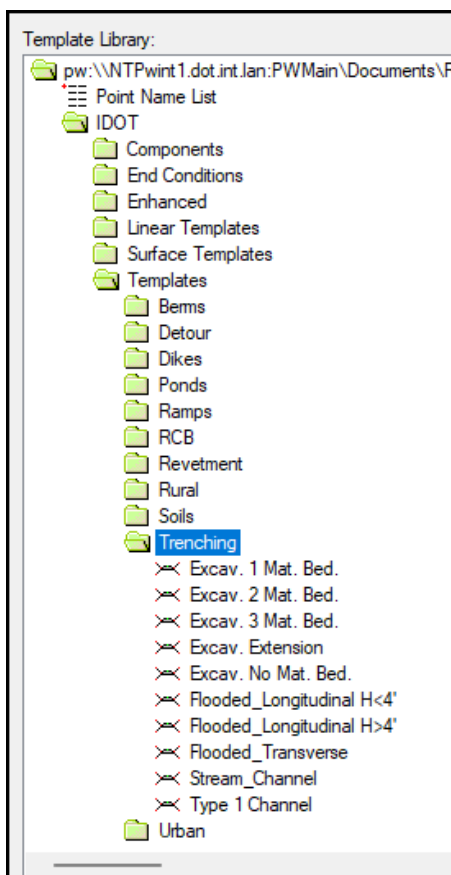 Template Library:
pw:\\NTPwint1.dot.int.lan:PWMain\Documents\F
Point Name List
IDOT
Components
End Conditions
Enhanced
Linear Templates
Surface Templates
Templates
Berms
Detour
Dikes
Ponds
Ramps
RCB
Revetment
Rural
Soils
Trenching
Excav. 1 Mat. Bed.
Excav. 2 Mat. Bed.
Excav. 3 Mat. Bed.
Excav. Extension
Excav. No Mat. Bed.
Flooded_Longitudinal H<4'
Flooded_Longitudinal H>4'
Flooded_Transverse
Stream_Channel
Type 1 Channel
Urban